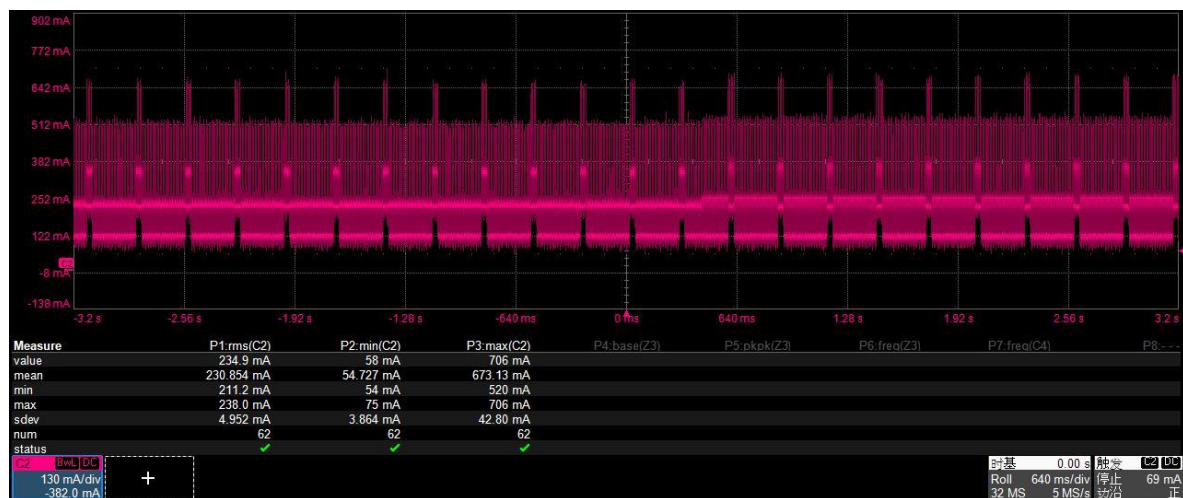 902 mA
772 mA
642 mA
512 mA
382 mA
252 mA
122 mA
C2
-8 mA
-138 mA
-3.2 s -2.56 s -1.92 s -1.28 s -640 ms 0 ms 640 ms 1.28 s 1.92 s 2.56 s 3.2 s
Measure P1:rms(C2) P2:min(C2) P3:max(C2) P4:base(Z3) P5:pkpk(Z3) P6:freq(Z3) P7:freq(C4) P8:- - -
value 234.9 mA 58 mA 706 mA
mean 230.854 mA 54.727 mA 673.13 mA
min 211.2 mA 54 mA 520 mA
max 238.0 mA 75 mA 706 mA
sdev 4.952 mA 3.864 mA 42.80 mA
num 62 62 62
status
C2 BwL DC
130 mA/div
-382.0 mA
+
时基 0.00 s
Roll 640 ms/div
32 MS 5 MS/s
触发 C2 DC
停止 69 mA
边沿 正